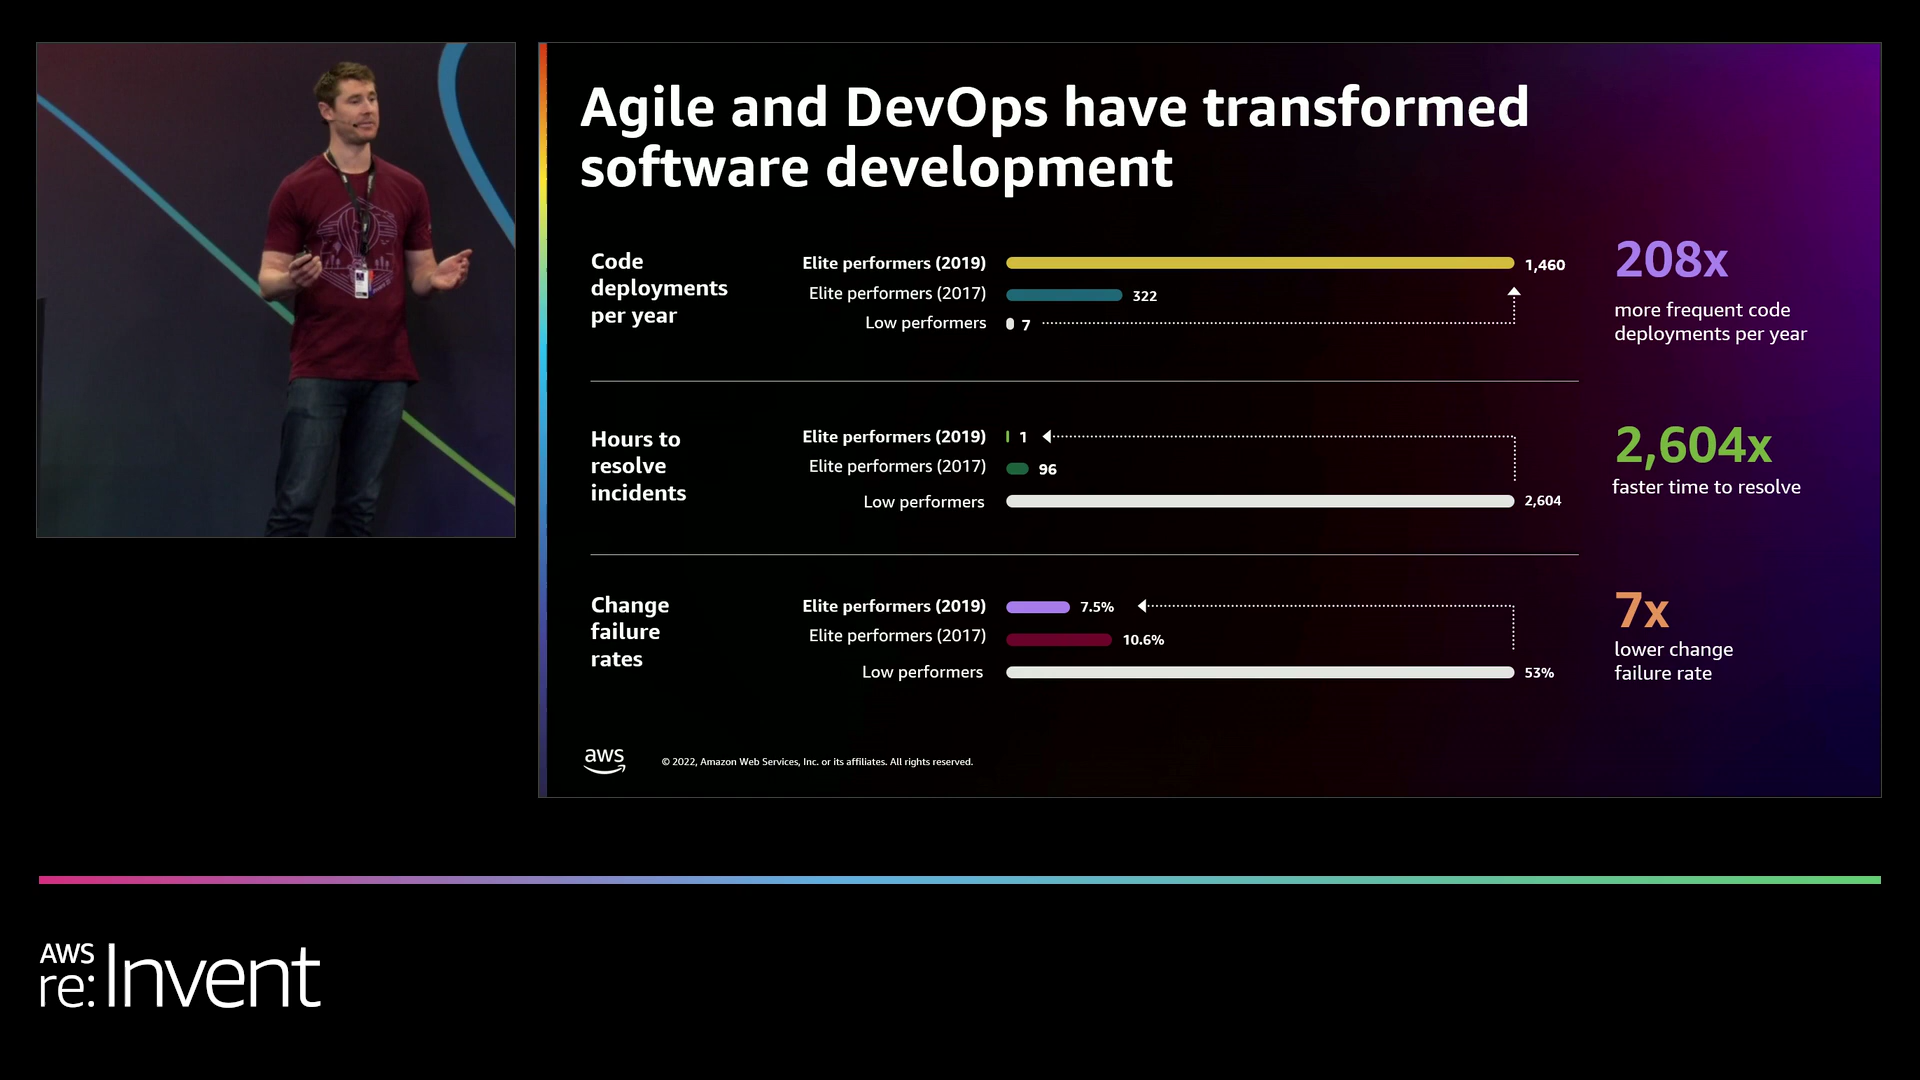 Agile and DevOps have transformed
software development
Code
deployments
per year
Elite performers (2019)
1,460
Elite performers (2017)
322
Low performers
7
208x
more frequent code
deployments per year
Hours to
resolve
incidents
Elite performers (2019)
1
Elite performers (2017)
96
Low performers
2,604
2,604x
faster time to resolve
Change
failure
rates
Elite performers (2019)
7.5%
Elite performers (2017)
10.6%
Low performers
53%
7x
lower change
failure rate
aws
© 2022, Amazon Web Services, Inc. or its affiliates. All rights reserved.
AWS
re:Invent